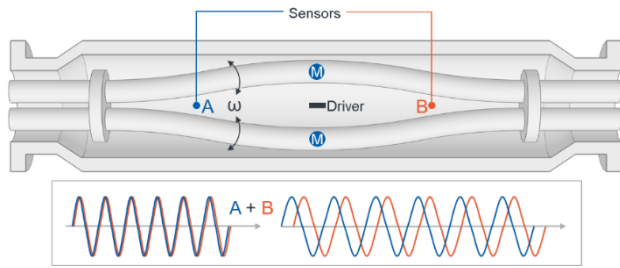 Sensors
M
A ω Driver B
M
A + B